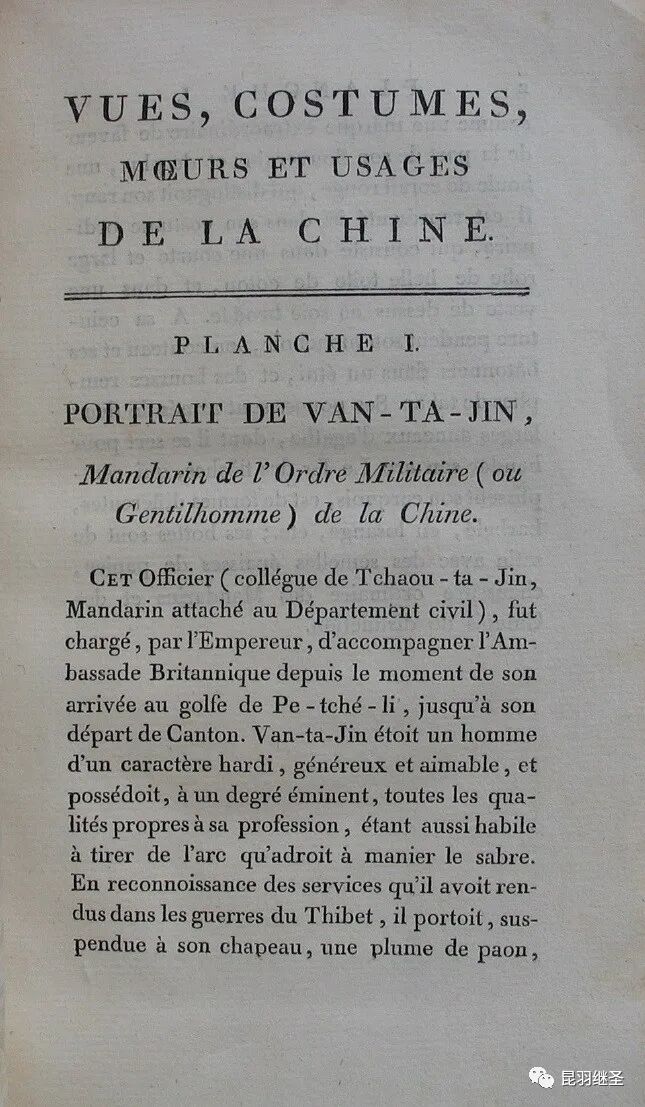 VUES, COSTUMES,
MŒURS ET USAGES
DE LA CHINE.
PLANCHE I.
PORTRAIT DE VAN-TA-JIN,
Mandarin de l'Ordre Militaire ( ou
Gentilhomme ) de la Chine.
CET Officier ( collégue de Tchaou-ta-Jin,
Mandarin attaché au Département civil ), fut
chargé, par l'Empereur, d'accompagner l'Am-
bassade Britannique depuis le moment de son
arrivée au golfe de Pe-tché-li, jusqu'à son
départ de Canton. Van-ta-Jin étoit un homme
d'un caractère hardi, généreux et aimable, et
possédoit, à un degré éminent, toutes les qua-
lités propres à sa profession, étant aussi habile
à tirer de l'arc qu'adroit à manier le sabre.
En reconnoissance des services qu'il avoit ren-
dus dans les guerres du Thibet, il portoit, sus-
pendue à son chapeau, une plume de paon,
昆羽继圣